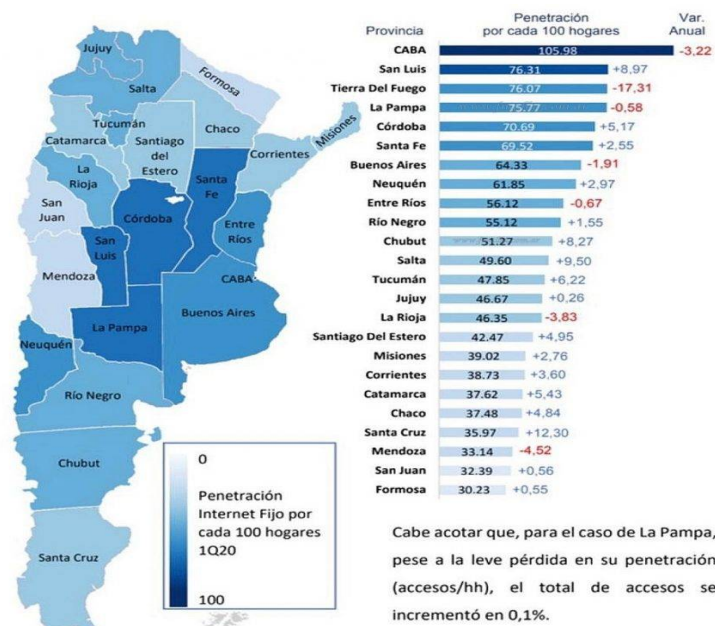 Jujuy
Salta
Formosa
Tucumán
Catamarca
Santiago
del
Estero
Chaco
Misiones
Corrientes
La
Rioja
Santa
Fe
San
Juan
Córdoba
Entre
Ríos
San
Luis
Mendoza
CABA
Buenos Aires
La Pampa
Neuquén
Río Negro
Chubut
Santa Cruz
0
Penetración
Internet Fijo por
cada 100 hogares
1Q20
100
Provincia Penetración por cada 100 hogares Var. Anual
CABA 105.98 -3,22
San Luis 76.31 +8,97
Tierra Del Fuego 76.07 -17,31
La Pampa 75.77 -0,58
Córdoba 70.69 +5,17
Santa Fe 69.52 +2,55
Buenos Aires 64.33 -1,91
Neuquén 61.85 +2,97
Entre Ríos 56.12 -0,67
Río Negro 55.12 +1,55
Chubut 51.27 +8,27
Salta 49.60 +9,50
Tucumán 47.85 +6,22
Jujuy 46.67 +0,26
La Rioja 46.35 -3,83
Santiago Del Estero 42.47 +4,95
Misiones 39.02 +2,76
Corrientes 38.73 +3,60
Catamarca 37.62 +5,43
Chaco 37.48 +4,84
Santa Cruz 35.97 +12,30
Mendoza 33.14 -4,52
San Juan 32.39 +0,56
Formosa 30.23 +0,55
Cabe acotar que, para el caso de La Pampa,
pese a la leve pérdida en su penetración
(accesos/hh), el total de accesos se
incrementó en 0,1%.